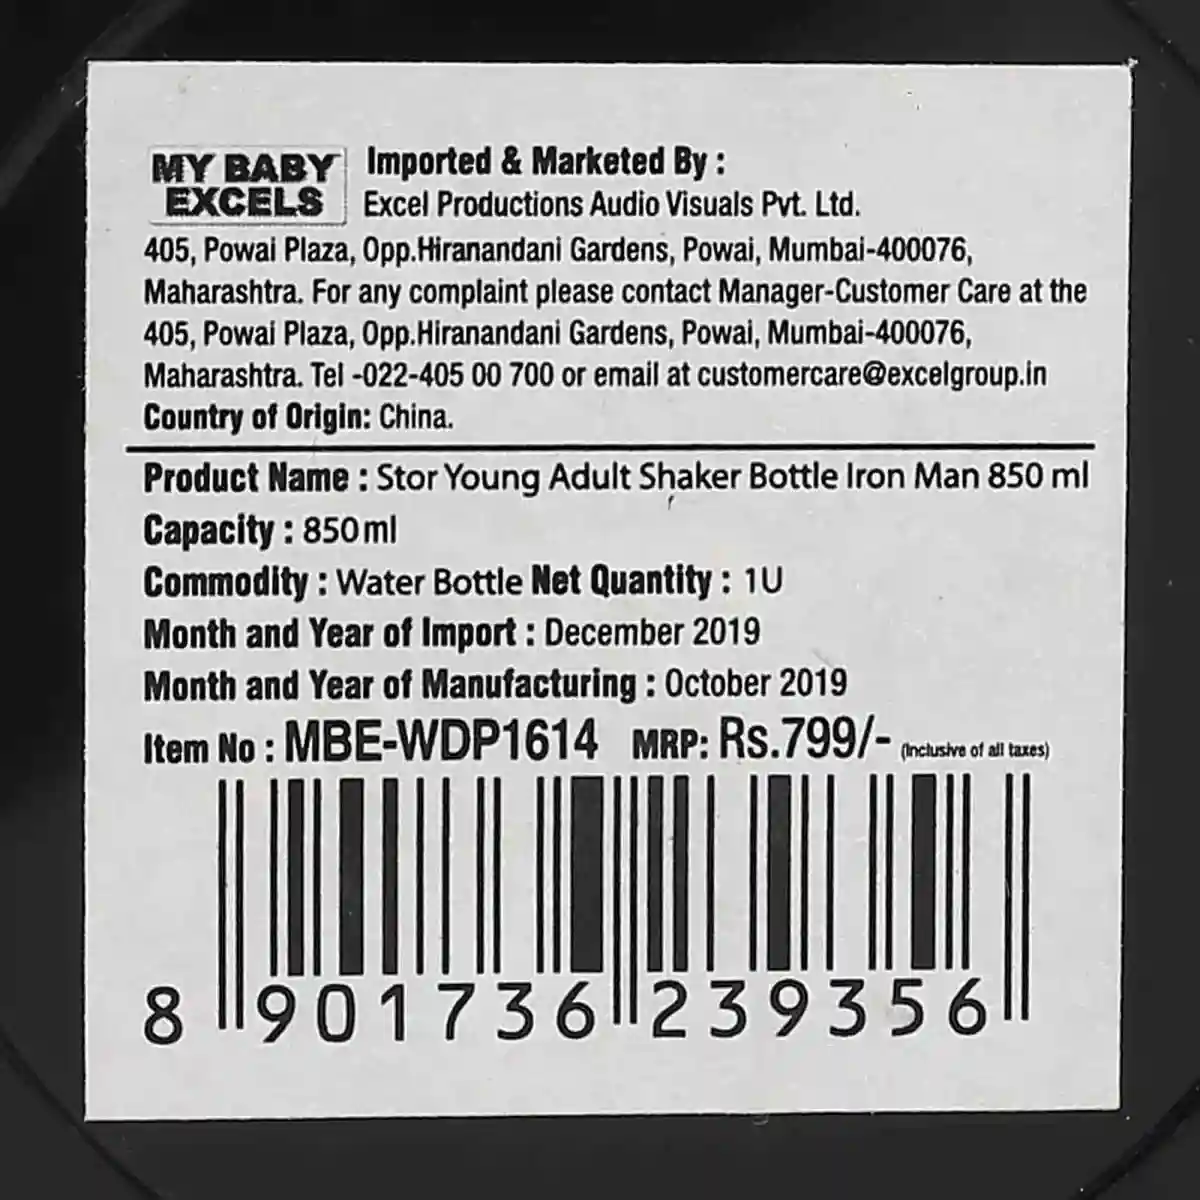 MY BABY
EXCELS
Imported & Marketed By :
Excel Productions Audio Visuals Pvt. Ltd.
405, Powai Plaza, Opp.Hiranandani Gardens, Powai, Mumbai-400076,
Maharashtra. For any complaint please contact Manager-Customer Care at the
405, Powai Plaza, Opp.Hiranandani Gardens, Powai, Mumbai-400076,
Maharashtra. Tel -022-405 00 700 or email at customercare@excelgroup.in
Country of Origin: China.
Product Name : Stor Young Adult Shaker Bottle Iron Man 850 ml
Capacity : 850 ml
Commodity : Water Bottle Net Quantity : 1U
Month and Year of Import : December 2019
Month and Year of Manufacturing : October 2019
Item No : MBE-WDP1614 MRP: Rs.799/- (Inclusive of all taxes)
8 901736 239356